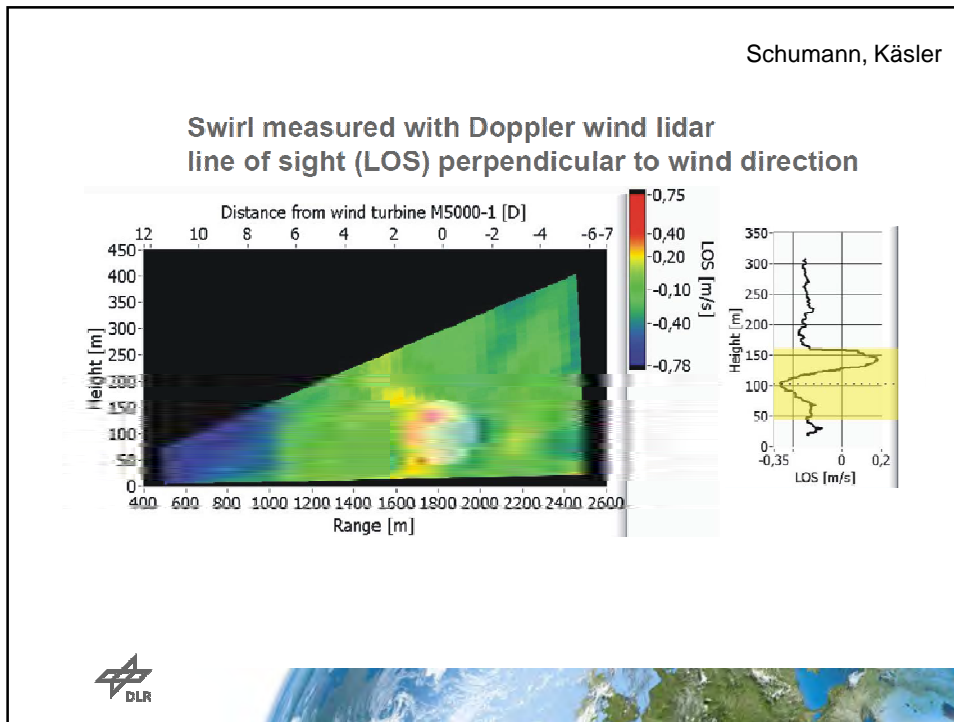 Schumann, Käsler
Swirl measured with Doppler wind lidar
line of sight (LOS) perpendicular to wind direction
Distance from wind turbine M5000-1 [D]
12 10 8 6 4 2 0 -2 -4 -6-7
450
400
350
300
250
200
150
100
50
0
Height [m]
400 600 800 1000 1200 1400 1600 1800 2000 2200 2400 2600
Range [m]
0,75
0,40
0,20
-0,10
-0,40
-0,78
LOS [m/s]
350
300
250
200
150
100
50
0
Height [m]
-0,35 0 0,2
LOS [m/s]
DLR